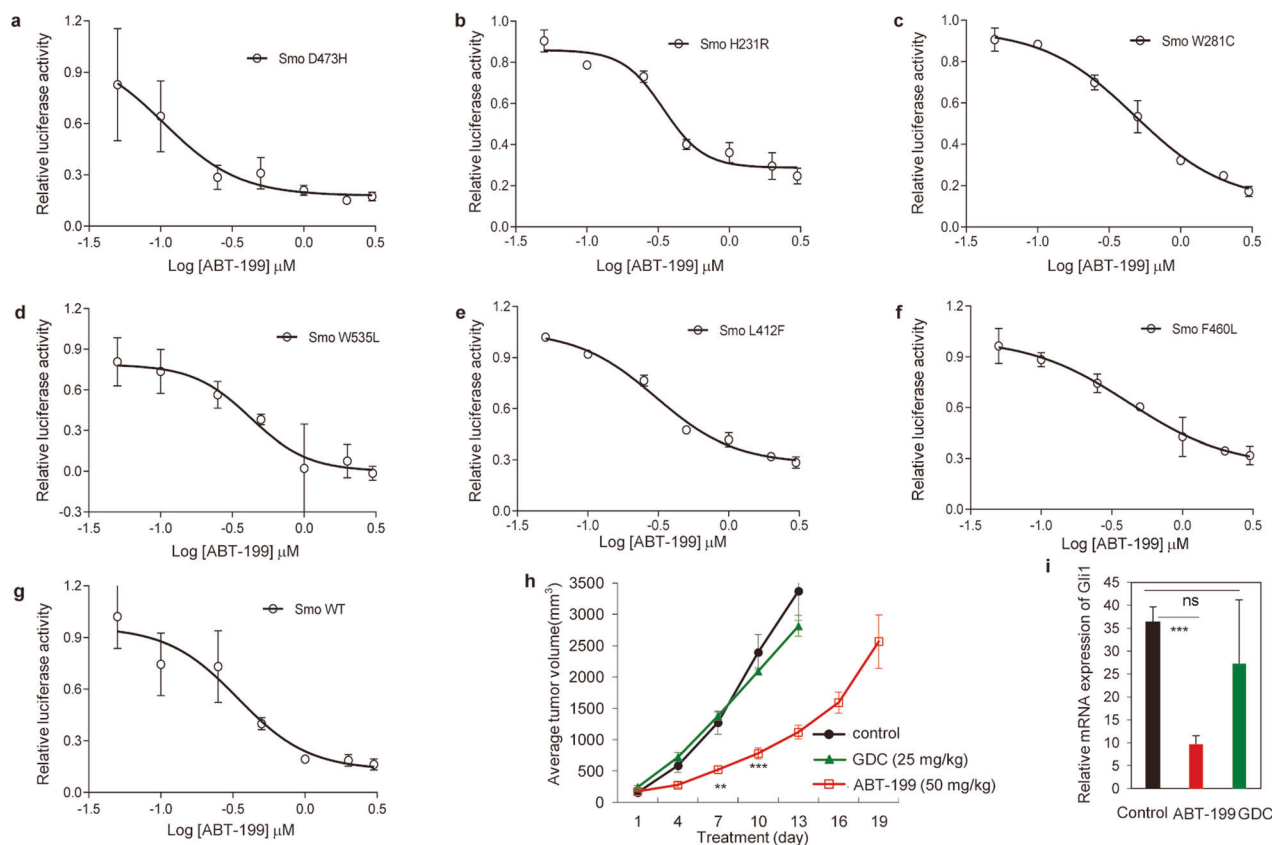 a
Relative luciferase activity
1.2
0.9
0.6
0.3
0.0
-1.5
-1.0
-0.5
0.0
0.5
Log [ABT-199] μM
Smo D473H
b
Relative luciferase activity
1.0
0.8
0.6
0.4
0.2
0.0
-1.5
-1.0
-0.5
0.0
0.5
Log [ABT-199] μM
Smo H231R
c
Relative luciferase activity
1.0
0.8
0.6
0.4
0.2
0.0
-1.5
-1.0
-0.5
0.0
0.5
Log [ABT-199] μM
Smo W281C
d
Relative luciferase activity
1.2
0.9
0.6
0.3
0.0
-0.3
-1.5
-1.0
-0.5
0.0
0.5
Log [ABT-199] μM
Smo W535L
e
Relative luciferase activity
1.2
0.9
0.6
0.3
0.0
-1.5
-1.0
-0.5
0.0
0.5
Log [ABT-199] μM
Smo L412F
f
Relative luciferase activity
1.2
0.9
0.6
0.3
0.0
-1.5
-1.0
-0.5
0.0
0.5
Log [ABT-199] μM
Smo F460L
g
Relative luciferase activity
1.2
0.9
0.6
0.3
0.0
-1.5
-1.0
-0.5
0.0
0.5
Log [ABT-199] μM
Smo WT
h
Average tumor volume(mm³)
3500
3000
2500
2000
1500
1000
500
0
1
4
7
10
13
16
19
Treatment (day)
**
***
control
GDC (25 mg/kg)
ABT-199 (50 mg/kg)
i
Relative mRNA expression of Gli1
45
40
35
30
25
20
15
10
5
0
ns
***
Control ABT-199 GDC